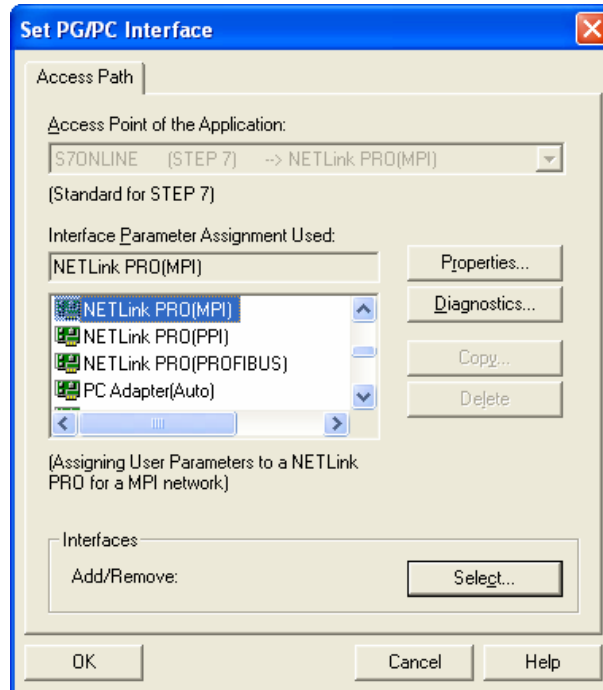 Set PG/PC Interface
Access Path
Access Point of the Application:
S7ONLINE (STEP 7) --> NETLink PRO(MPI)
(Standard for STEP 7)
Interface Parameter Assignment Used:
NETLink PRO(MPI)
Properties...
NETLink PRO(MPI)
NETLink PRO(PPI)
NETLink PRO(PROFIBUS)
PC Adapter(Auto)
Diagnostics...
Copy...
Delete
(Assigning User Parameters to a NETLink
PRO for a MPI network)
Interfaces
Add/Remove:
Select...
OK
Cancel
Help